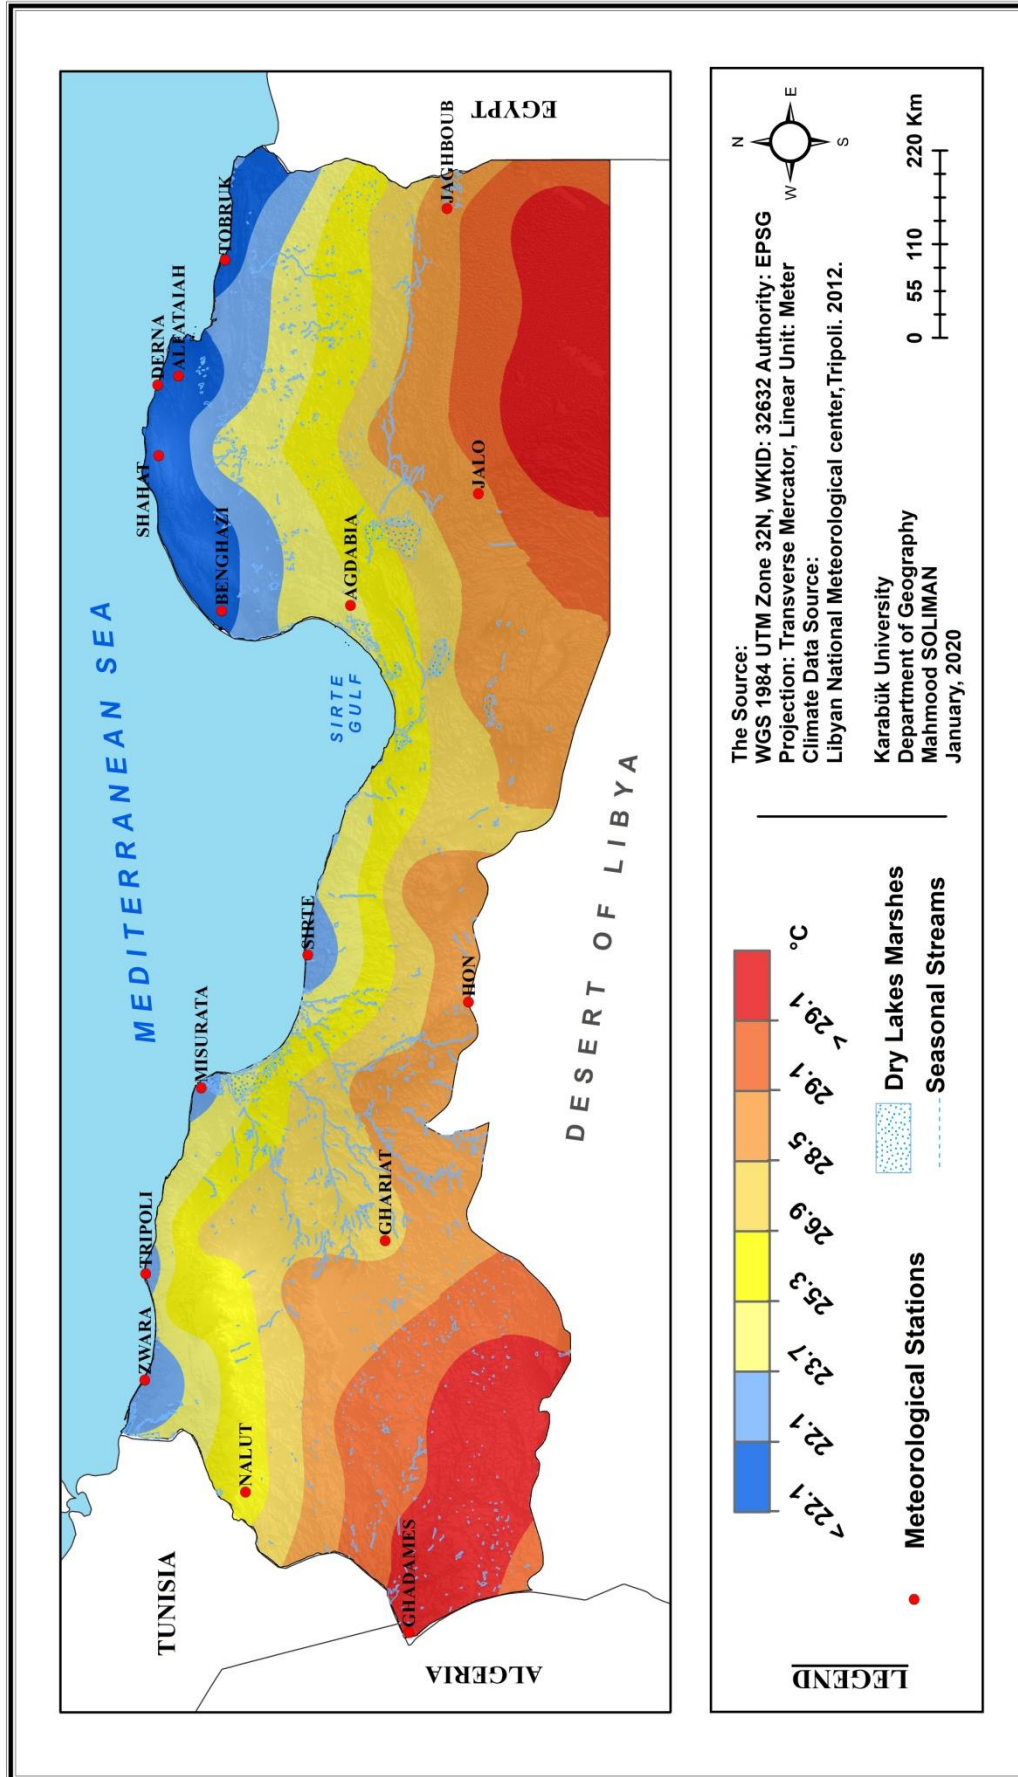 MEDITERRANEAN SEA
TUNISIA
ALGERIA
EGYPT
ZWARA
TRIPOLI
MISURATA
NALUT
SIRTE
SIRTE
GULF
SHAHAT
DERNA
ALFATAIAH
TOBRUK
BENGHAZI
AGDABIA
GHADAMES
GHARIAT
HON
JALO
JAGHBOUB
DESERT OF LIBYA
LEGEND
°C
< 22.1
22.1
23.7
25.3
26.9
28.5
29.1
> 29.1
Meteorological Stations
Dry Lakes Marshes
Seasonal Streams
The Source:
WGS 1984 UTM Zone 32N, WKID: 32632 Authority: EPSG
Projection: Transverse Mercator, Linear Unit: Meter
Climate Data Source:
Libyan National Meteorological center,Tripoli. 2012.
Karabük University
Department of Geography
Mahmood SOLIMAN
January, 2020
N
W
E
S
0 55 110 220 Km